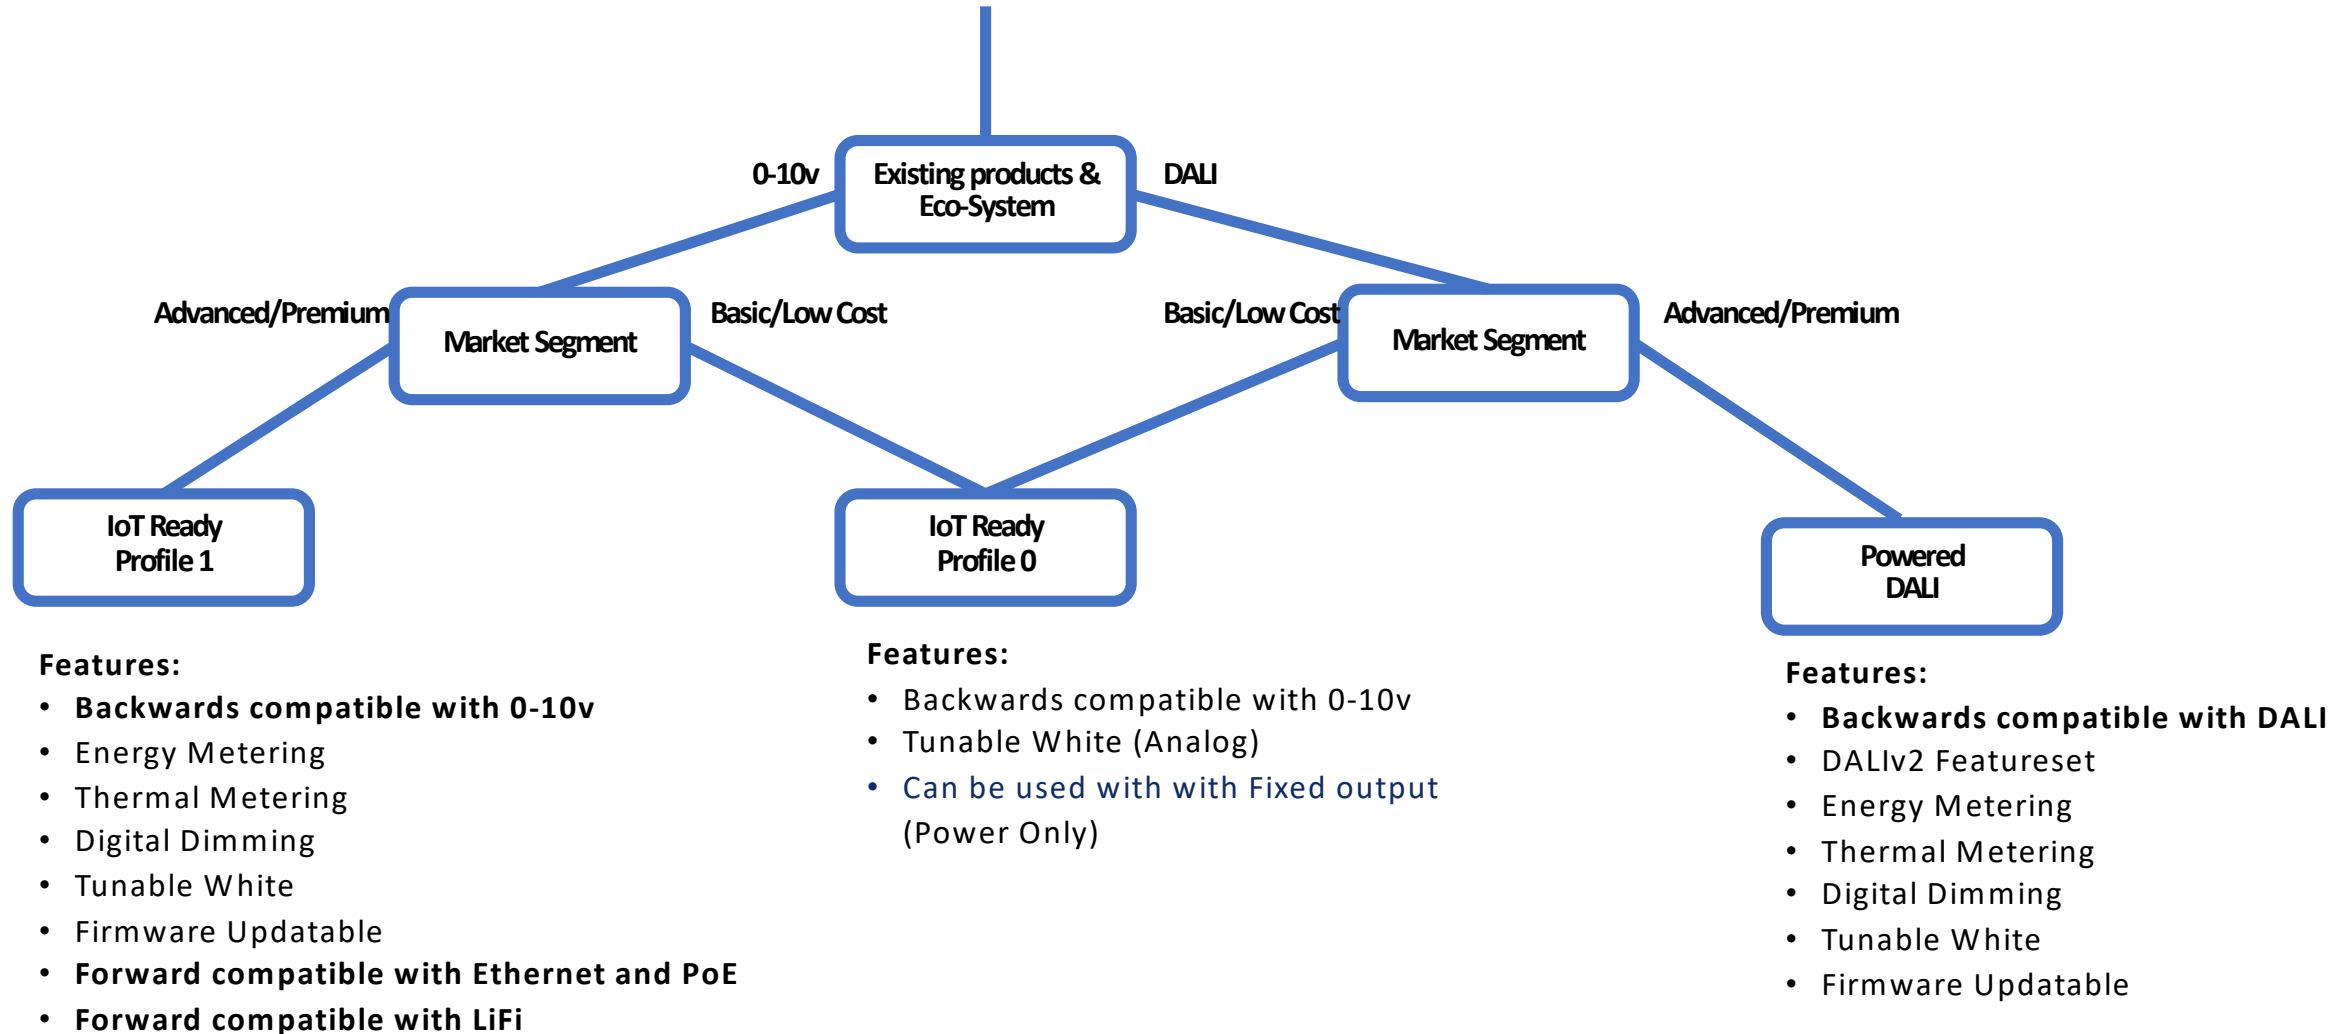 0-10v
Existing products &
Eco-System
DALI
Advanced/Premium
Market Segment
Basic/Low Cost
Basic/Low Cost
Market Segment
Advanced/Premium
IoT Ready
Profile 1
IoT Ready
Profile 0
Powered
DALI
Features:
• Backwards compatible with 0-10v
• Energy Metering
• Thermal Metering
• Digital Dimming
• Tunable White
• Firmware Updatable
• Forward compatible with Ethernet and PoE
• Forward compatible with LiFi
Features:
• Backwards compatible with 0-10v
• Tunable White (Analog)
• Can be used with with Fixed output
(Power Only)
Features:
• Backwards compatible with DALI
• DALIv2 Featureset
• Energy Metering
• Thermal Metering
• Digital Dimming
• Tunable White
• Firmware Updatable